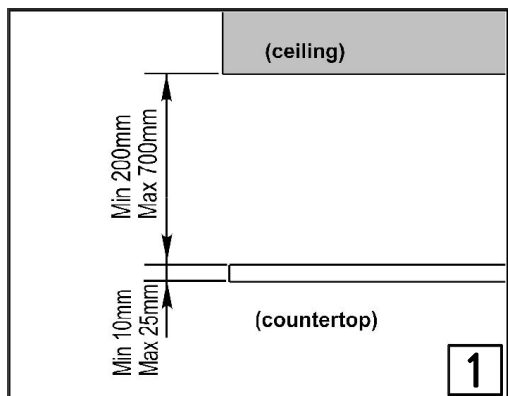 (ceiling)
Min 200mm
Max 700mm
Min 10mm
Max 25mm
(countertop)
1